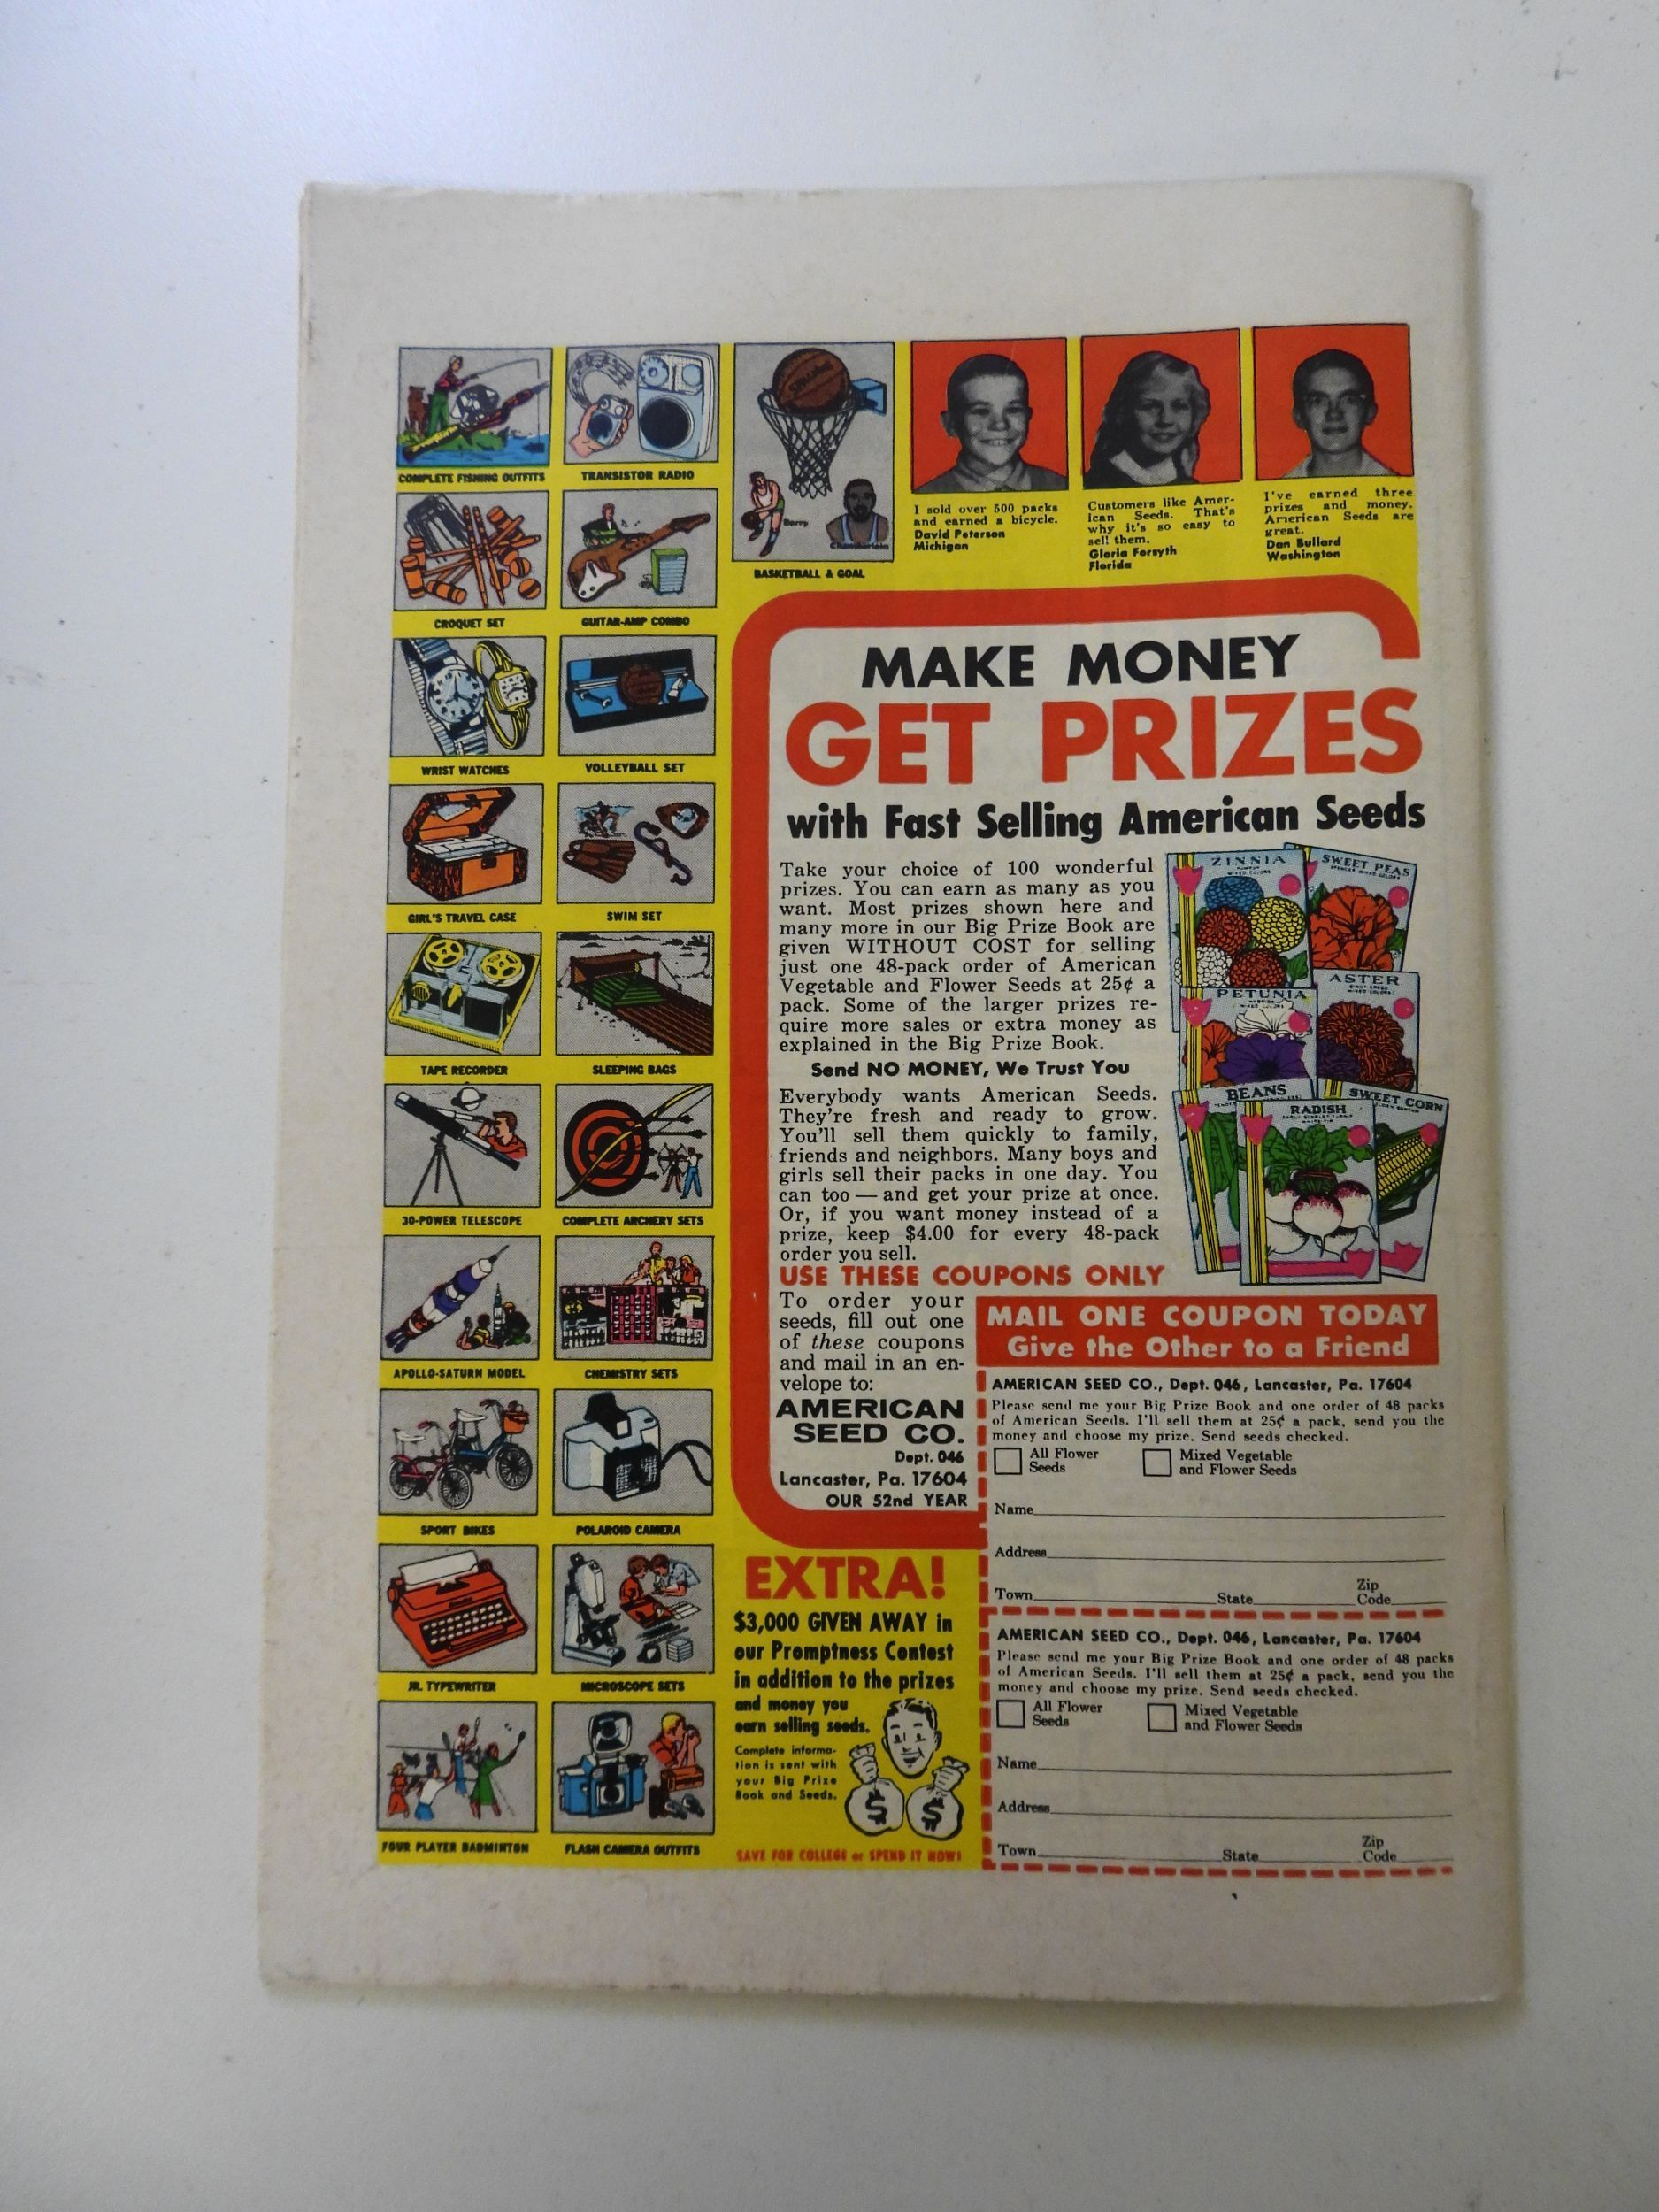 COMPLETE FISHING OUTFITS
TRANSISTOR RADIO
CROQUET SET
GUITAR-AMP COMBO
WRIST WATCHES
VOLLEYBALL SET
GIRL'S TRAVEL CASE
SWIM SET
TAPE RECORDER
SLEEPING BAGS
30-POWER TELESCOPE
COMPLETE ARCHERY SETS
APOLLO-SATURN MODEL
CHEMISTRY SETS
SPORT BIKES
POLAROID CAMERA
JR. TYPEWRITER
MICROSCOPE SETS
FOUR PLAYER BADMINTON
FLASH CAMERA OUTFITS
Spalding
Barry
Chamberlain
BASKETBALL & GOAL
I sold over 500 packs
and earned a bicycle.
David Peterson
Michigan
Customers like Amer-
ican Seeds. That's
why it's so easy to
sell them.
Gloria Forsyth
Florida
I've earned three
prizes and money.
American Seeds are
great.
Dan Bullard
Washington
MAKE MONEY
GET PRIZES
with Fast Selling American Seeds
Take your choice of 100 wonderful
prizes. You can earn as many as you
want. Most prizes shown here and
many more in our Big Prize Book are
given WITHOUT COST for selling
just one 48-pack order of American
Vegetable and Flower Seeds at 25¢ a
pack. Some of the larger prizes re-
quire more sales or extra money as
explained in the Big Prize Book.
Send NO MONEY, We Trust You
Everybody wants American Seeds.
They're fresh and ready to grow.
You'll sell them quickly to family,
friends and neighbors. Many boys and
girls sell their packs in one day. You
can too — and get your prize at once.
Or, if you want money instead of a
prize, keep $4.00 for every 48-pack
order you sell.
ZINNIA
MIXED COLORS
SWEET PEAS
SPENCER MIXED COLORS
PETUNIA
MIXED COLORS
ASTER
MIXED COLORS
BEANS
RADISH
SWEET CORN
USE THESE COUPONS ONLY
To order your
seeds, fill out one
of these coupons
and mail in an en-
velope to:
AMERICAN
SEED CO.
Dept. 046
Lancaster, Pa. 17604
OUR 52nd YEAR
MAIL ONE COUPON TODAY
Give the Other to a Friend
AMERICAN SEED CO., Dept. 046, Lancaster, Pa. 17604
Please send me your Big Prize Book and one order of 48 packs
of American Seeds. I'll sell them at 25¢ a pack, send you the
money and choose my prize. Send seeds checked.
All Flower
Seeds
Mixed Vegetable
and Flower Seeds
Name
Address
Town State Zip
Code
AMERICAN SEED CO., Dept. 046, Lancaster, Pa. 17604
Please send me your Big Prize Book and one order of 48 packs
of American Seeds. I'll sell them at 25¢ a pack, send you the
money and choose my prize. Send seeds checked.
All Flower
Seeds
Mixed Vegetable
and Flower Seeds
Name
Address
Town State Zip
Code
EXTRA!
$3,000 GIVEN AWAY in
our Promptness Contest
in addition to the prizes
and money you
earn selling seeds.
Complete informa-
tion is sent with
your Big Prize
Book and Seeds.
$ $
SAVE FOR COLLEGE or SPEND IT NOW!